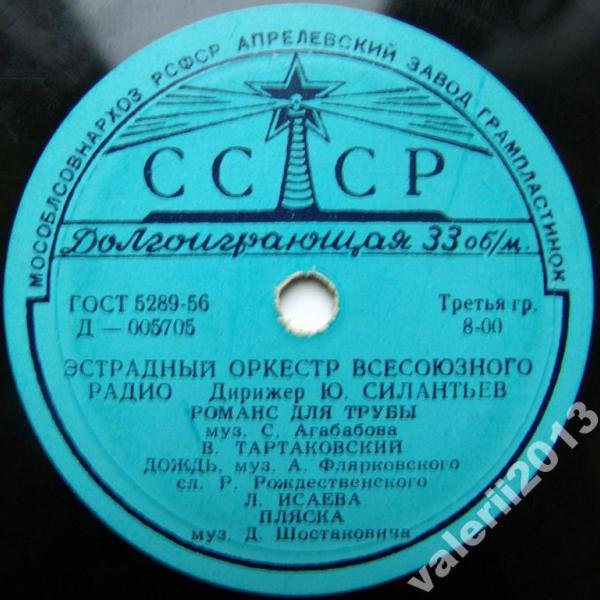 МОСОБЛСОВНАРХОЗ РСФСР АПРЕЛЕВСКИЙ ЗАВОД ГРАМПЛАСТИНОК
СССР
Долгоиграющая 33 об/м.
ГОСТ 5289-56 Третья гр.
Д — 005705 8-00
ЭСТРАДНЫЙ ОРКЕСТР ВСЕСОЮЗНОГО
РАДИО Дирижер Ю. СИЛАНТЬЕВ
РОМАНС ДЛЯ ТРУБЫ
муз. С. Агабабова
В. ТАРТАКОВСКИЙ
ДОЖДЬ, муз. А. Флярковского
сл. Р. Рождественского
Л. ИСАЕВА
ПЛЯСКА
муз. Д. Шостаковича
valerii2013